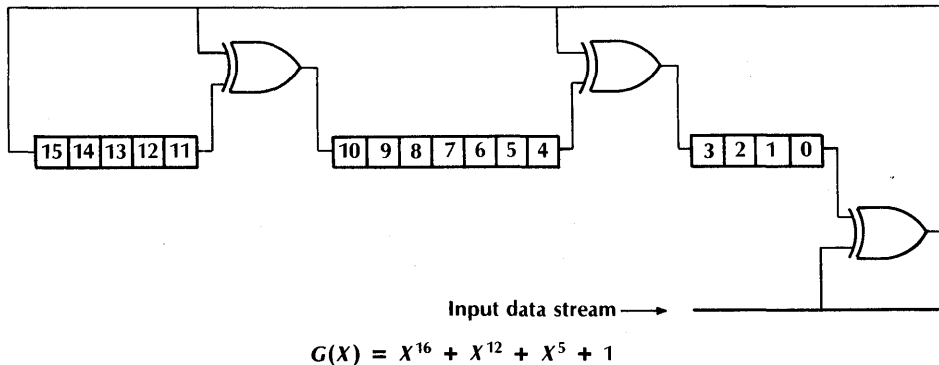 15 14 13 12 11 10 9 8 7 6 5 4 3 2 1 0
Input data stream
G(X) = X¹⁶ + X¹² + X⁵ + 1